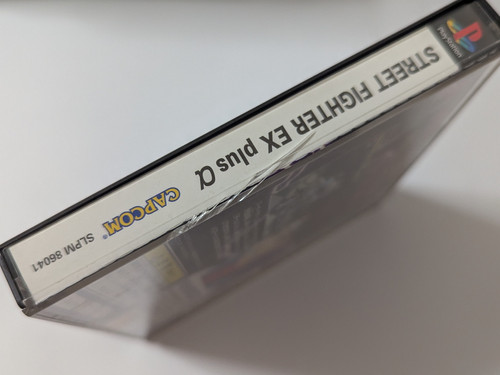 PlayStation
STREET FIGHTER EX plus α
CAPCOM
SLPM 86041